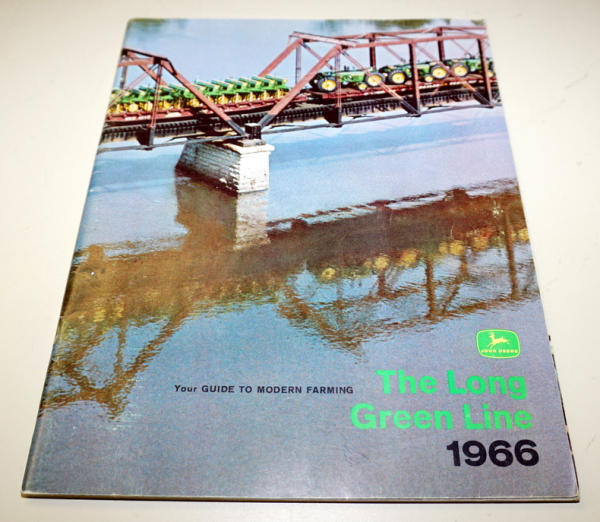 JOHN DEERE
Your GUIDE TO MODERN FARMING
The Long
Green Line
1966